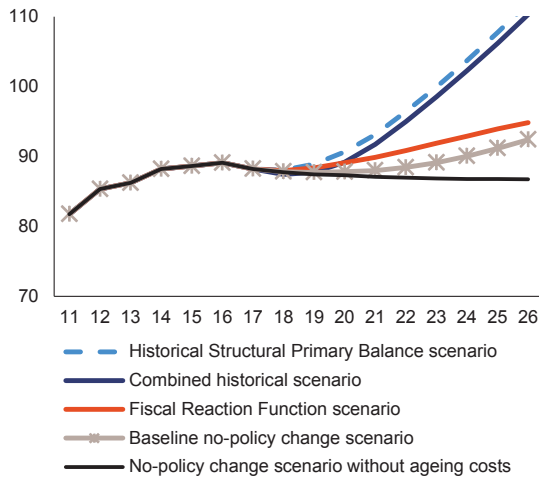 110
100
90
80
70
11 12 13 14 15 16 17 18 19 20 21 22 23 24 25 26
Historical Structural Primary Balance scenario
Combined historical scenario
Fiscal Reaction Function scenario
Baseline no-policy change scenario
No-policy change scenario without ageing costs